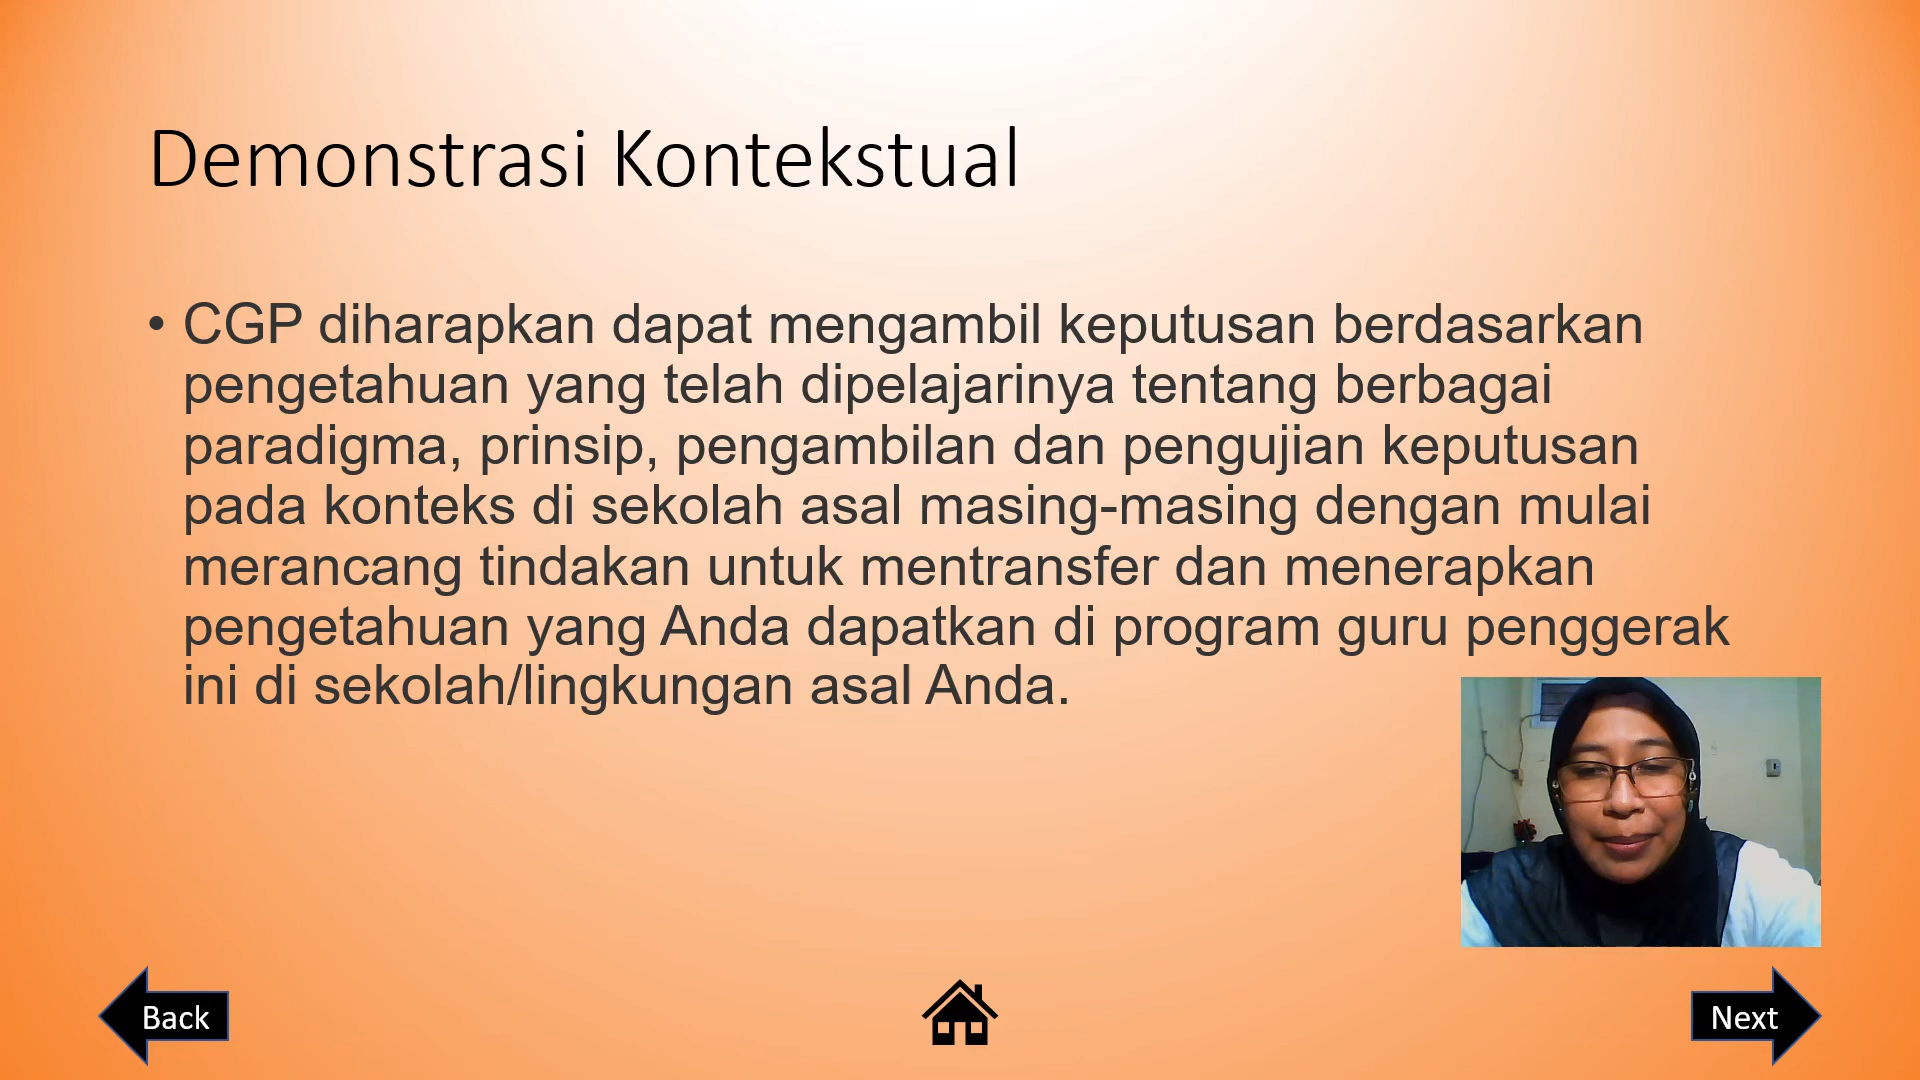 Demonstrasi Kontekstual
• CGP diharapkan dapat mengambil keputusan berdasarkan
pengetahuan yang telah dipelajarinya tentang berbagai
paradigma, prinsip, pengambilan dan pengujian keputusan
pada konteks di sekolah asal masing-masing dengan mulai
merancang tindakan untuk mentransfer dan menerapkan
pengetahuan yang Anda dapatkan di program guru penggerak
ini di sekolah/lingkungan asal Anda.
Back
Next